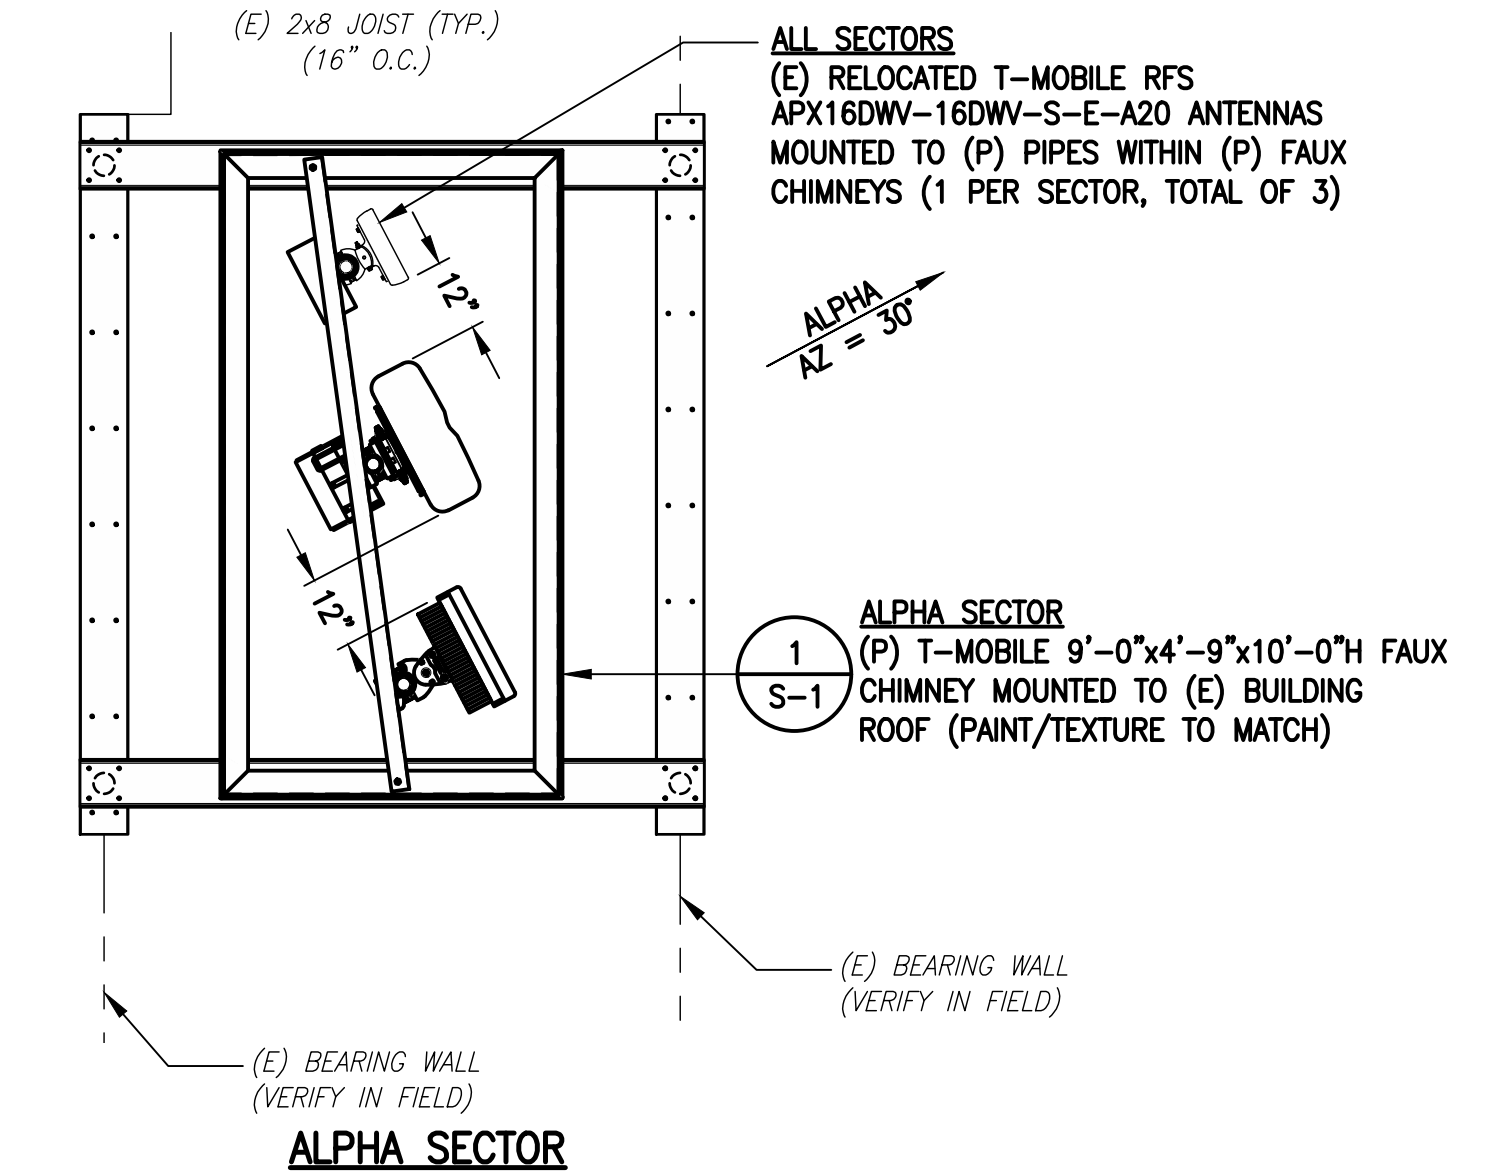 (E) 2x8 JOIST (TYP.)
(16" O.C.)
ALL SECTORS
(E) RELOCATED T-MOBILE RFS
APX16DWV-16DWV-S-E-A20 ANTENNAS
MOUNTED TO (P) PIPES WITHIN (P) FAUX
CHIMNEYS (1 PER SECTOR, TOTAL OF 3)
12"
ALPHA
AZ = 30°
12"
1
S-1
ALPHA SECTOR
(P) T-MOBILE 9'-0"x4'-9"x10'-0"H FAUX
CHIMNEY MOUNTED TO (E) BUILDING
ROOF (PAINT/TEXTURE TO MATCH)
(E) BEARING WALL
(VERIFY IN FIELD)
(E) BEARING WALL
(VERIFY IN FIELD)
ALPHA SECTOR